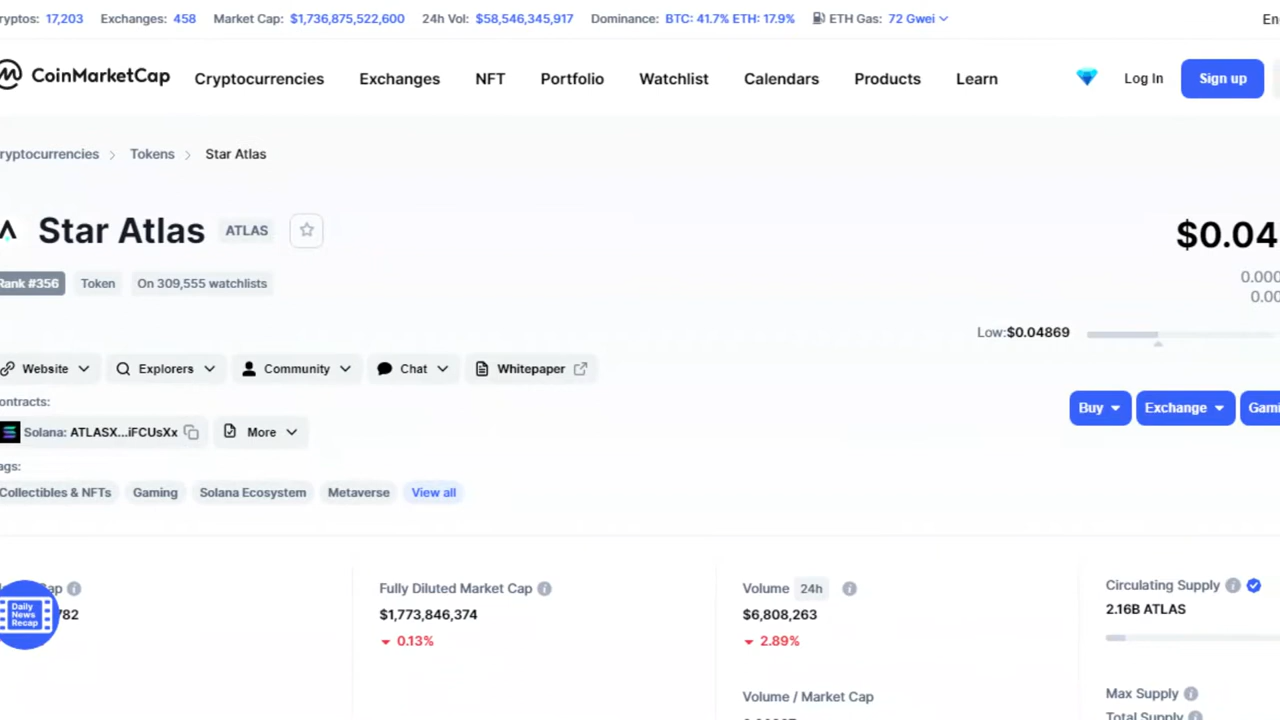 ryptos: 17,203 Exchanges: 458 Market Cap: $1,736,875,522,600 24h Vol: $58,546,345,917 Dominance: BTC: 41.7% ETH: 17.9% ETH Gas: 72 Gwei En
CoinMarketCap Cryptocurrencies Exchanges NFT Portfolio Watchlist Calendars Products Learn Log In Sign up
ryptocurrencies Tokens Star Atlas
Star Atlas ATLAS $0.04
Rank #356 Token On 309,555 watchlists 0.000
0.00
Low:$0.04869
Website Explorers Community Chat Whitepaper
ontracts:
Buy Exchange Gami
Solana: ATLASX...iFCUsXx More
ags:
Collectibles & NFTs Gaming Solana Ecosystem Metaverse View all
ap Fully Diluted Market Cap Volume 24h Circulating Supply
Daily
News
Recap
782 $1,773,846,374 $6,808,263 2.16B ATLAS
0.13% 2.89%
Volume / Market Cap Max Supply
Total Supply